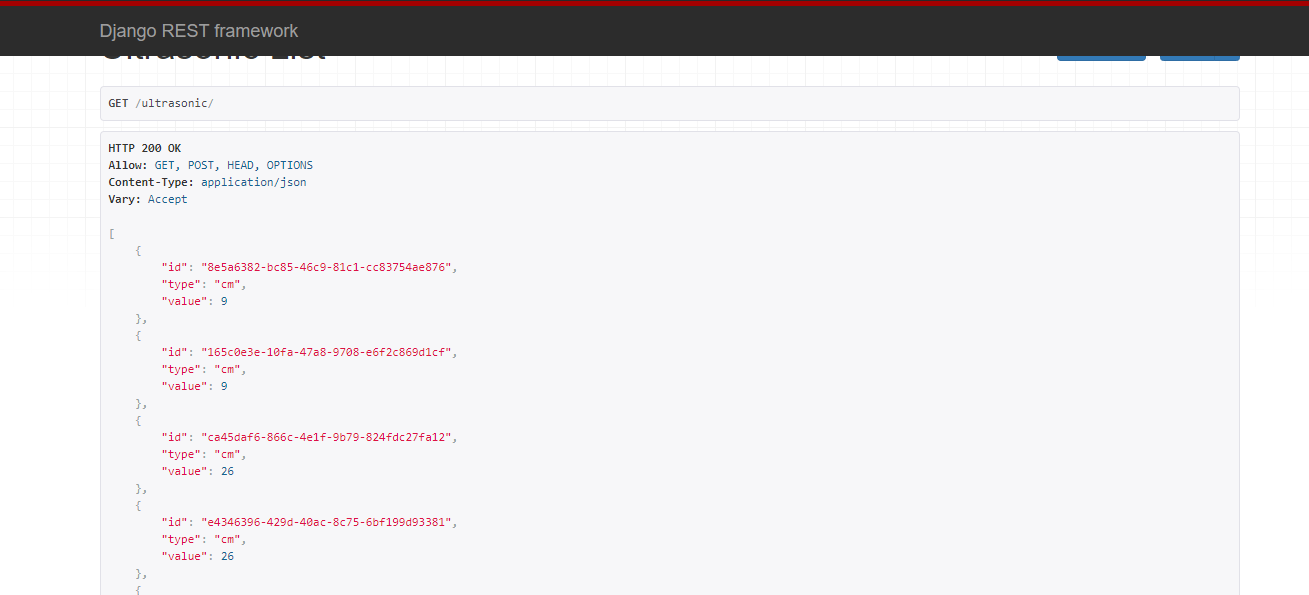 Django REST framework
Ultrasonic List
GET /ultrasonic/
HTTP 200 OK
Allow: GET, POST, HEAD, OPTIONS
Content-Type: application/json
Vary: Accept
[
{
"id": "8e5a6382-bc85-46c9-81c1-cc83754ae876",
"type": "cm",
"value": 9
},
{
"id": "165c0e3e-10fa-47a8-9708-e6f2c869d1cf",
"type": "cm",
"value": 9
},
{
"id": "ca45daf6-866c-4e1f-9b79-824fdc27fa12",
"type": "cm",
"value": 26
},
{
"id": "e4346396-429d-40ac-8c75-6bf199d93381",
"type": "cm",
"value": 26
},
{